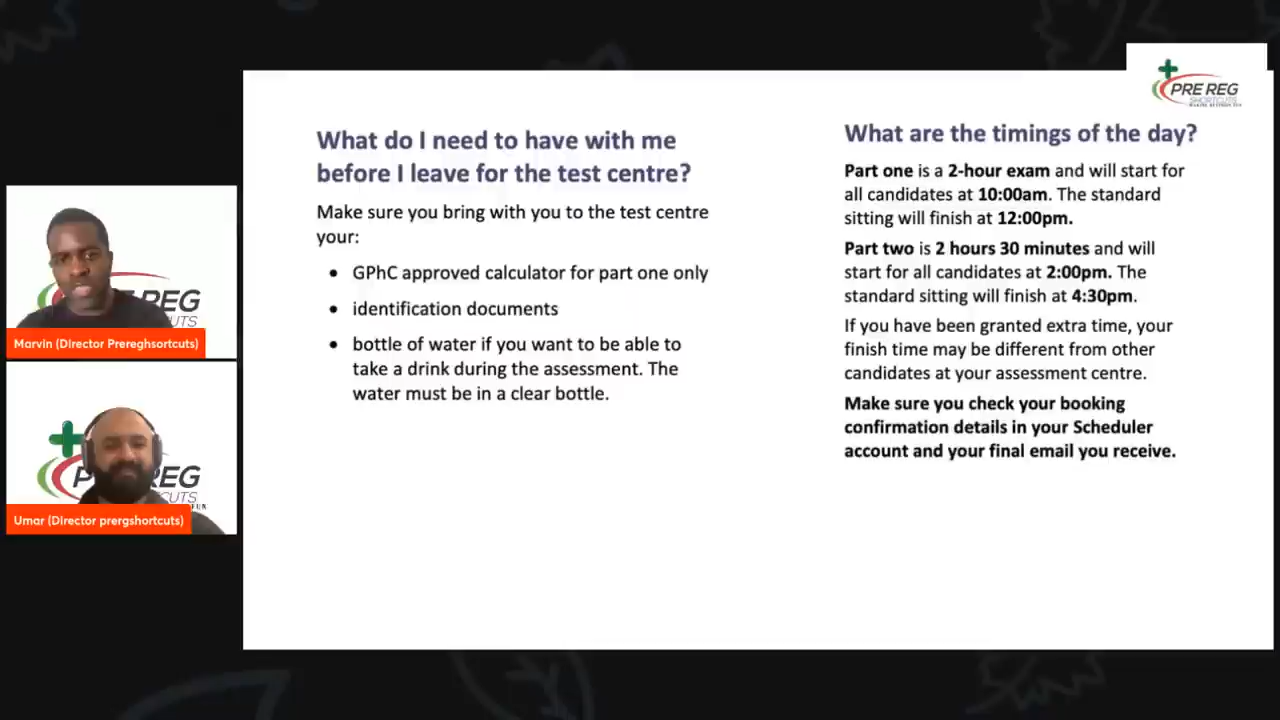 PRE REG
SHORTCUTS
What do I need to have with me
before I leave for the test centre?
Make sure you bring with you to the test centre
your:
• GPhC approved calculator for part one only
• identification documents
• bottle of water if you want to be able to
take a drink during the assessment. The
water must be in a clear bottle.
What are the timings of the day?
Part one is a 2-hour exam and will start for
all candidates at 10:00am. The standard
sitting will finish at 12:00pm.
Part two is 2 hours 30 minutes and will
start for all candidates at 2:00pm. The
standard sitting will finish at 4:30pm.
If you have been granted extra time, your
finish time may be different from other
candidates at your assessment centre.
Make sure you check your booking
confirmation details in your Scheduler
account and your final email you receive.
REG
CUTS
Marvin (Director Prereghsortcuts)
P REG
CUTS
FUN
Umar (Director prergshortcuts)